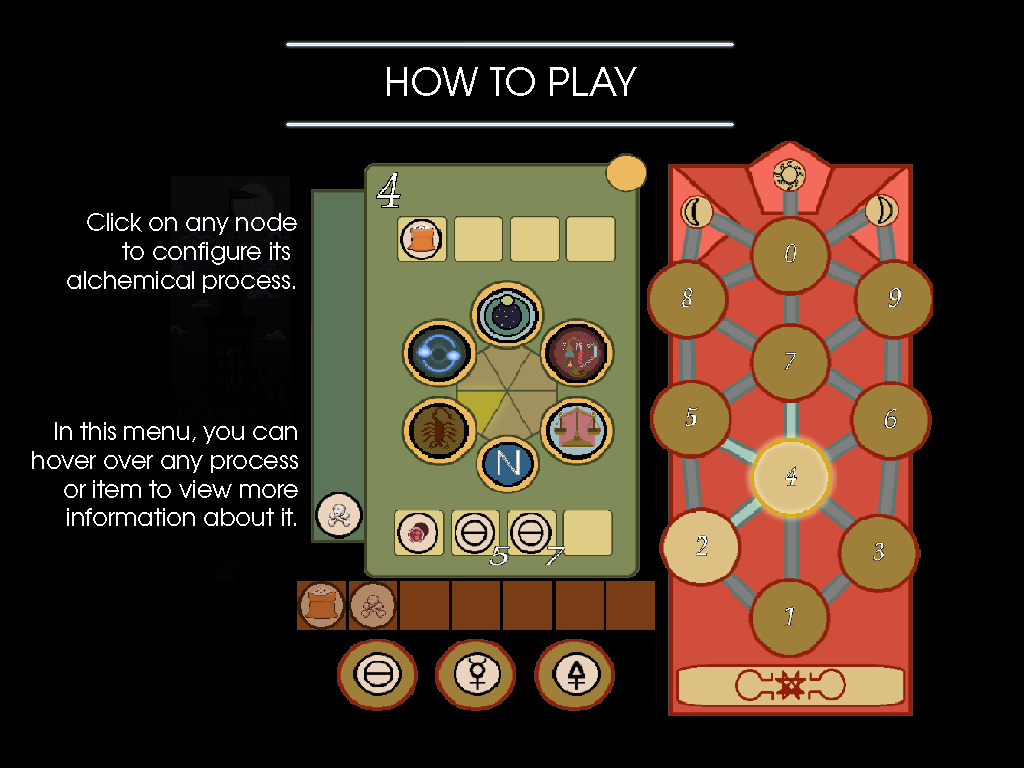 HOW TO PLAY
Click on any node
to configure its
alchemical process.
In this menu, you can
hover over any process
or item to view more
information about it.
4
N
5 7
0
8 9
7
5 6
4
2 3
1